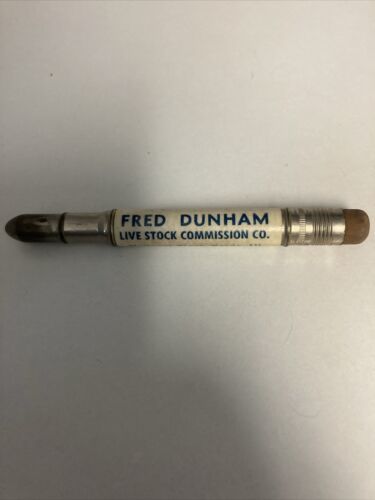 FRED DUNHAM
LIVE STOCK COMMISSION CO.